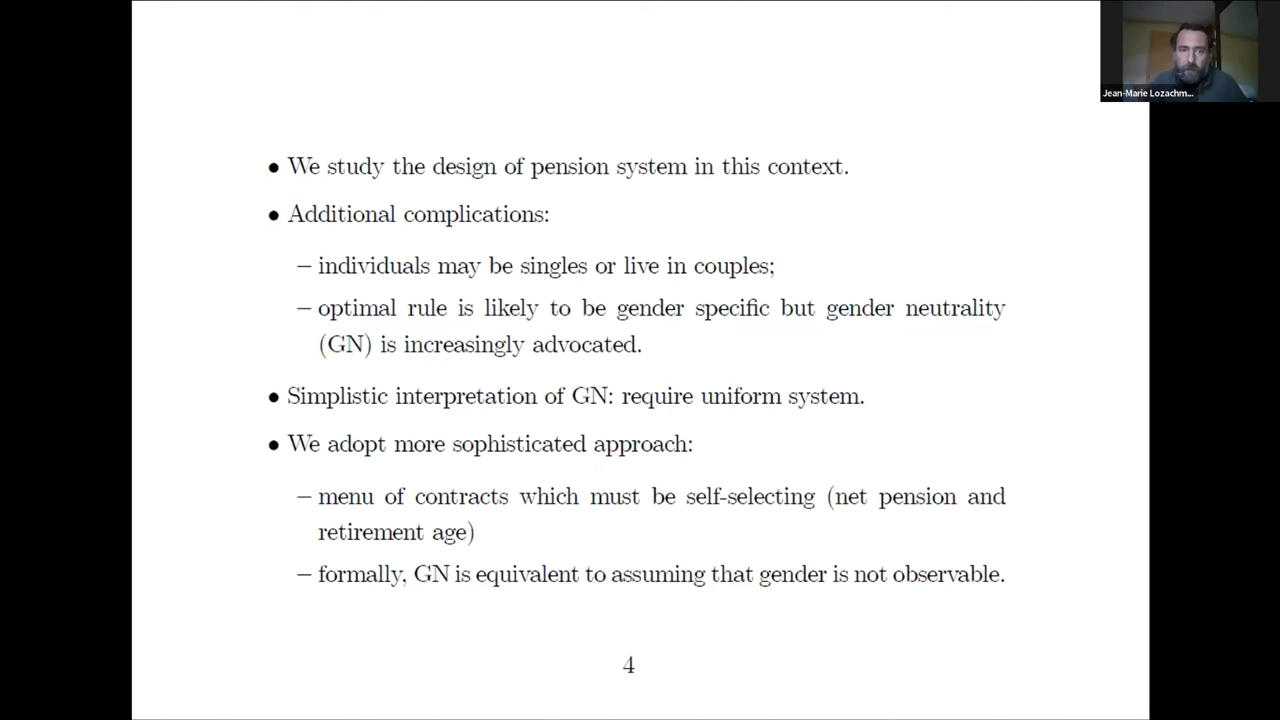 Jean-Marie Lozachm...
• We study the design of pension system in this context.
• Additional complications:
– individuals may be singles or live in couples;
– optimal rule is likely to be gender specific but gender neutrality
(GN) is increasingly advocated.
• Simplistic interpretation of GN: require uniform system.
• We adopt more sophisticated approach:
– menu of contracts which must be self-selecting (net pension and
retirement age)
– formally, GN is equivalent to assuming that gender is not observable.
4